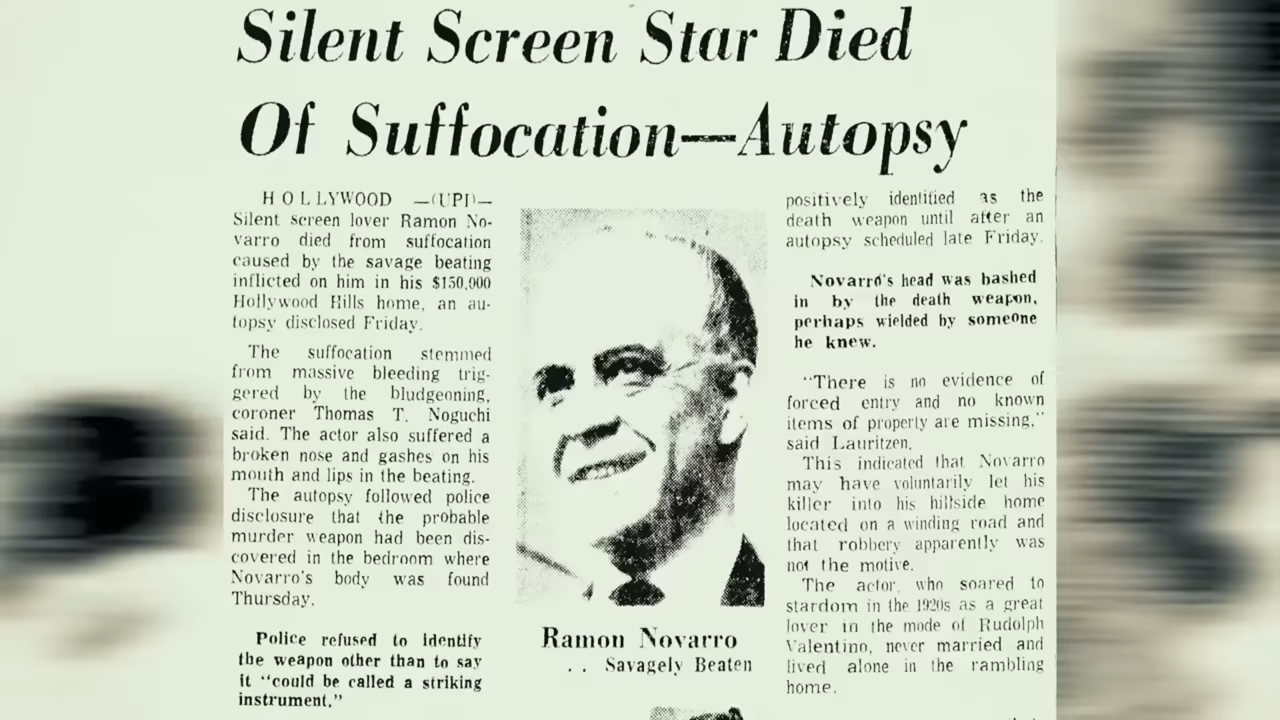 Silent Screen Star Died
Of Suffocation—Autopsy
HOLLYWOOD —(UPI)—
Silent screen lover Ramon No-
varro died from suffocation
caused by the savage beating
inflicted on him in his $150,000
Hollywood Hills home, an au-
topsy disclosed Friday.
The suffocation stemmed
from massive bleeding trig-
gered by the bludgeoning,
coroner Thomas T. Noguchi
said. The actor also suffered a
broken nose and gashes on his
mouth and lips in the beating.
The autopsy followed police
disclosure that the probable
murder weapon had been dis-
covered in the bedroom where
Novarro's body was found
Thursday.
Police refused to identify
the weapon other than to say
it "could be called a striking
instrument."
Ramon Novarro
. . Savagely Beaten
positively identified as the
death weapon until after an
autopsy scheduled late Friday.
Novarro's head was bashed
in by the death weapon,
perhaps wielded by someone
he knew.
"There is no evidence of
forced entry and no known
items of property are missing,"
said Lauritzen.
This indicated that Novarro
may have voluntarily let his
killer into his hillside home
located on a winding road and
that robbery apparently was
not the motive.
The actor, who soared to
stardom in the 1920s as a great
lover in the mode of Rudolph
Valentino, never married and
lived alone in the rambling
home.